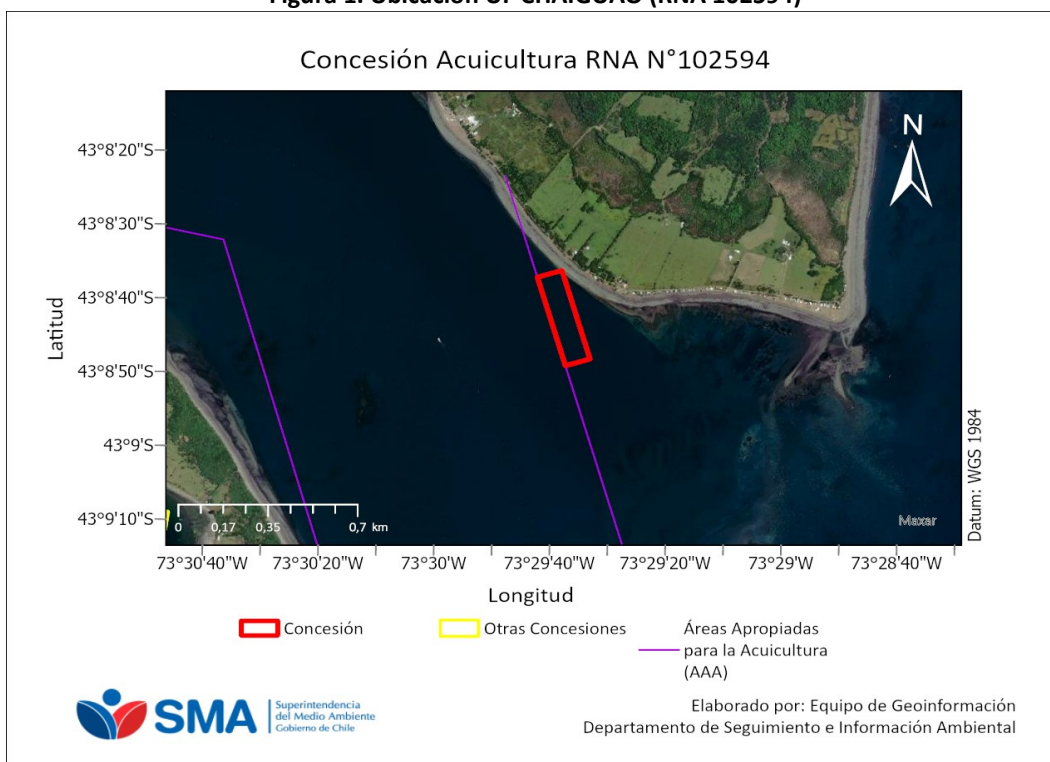 Figura 1. Ubicación UF CHAIGUAO (RNA 102594)
Concesión Acuicultura RNA N°102594
N
43°8'20"S
43°8'30"S
43°8'40"S
43°8'50"S
43°9'S
43°9'10"S
Latitud
0 0,17 0,35 0,7 km
Maxar
Datum: WGS 1984
73°30'40"W 73°30'20"W 73°30'W 73°29'40"W 73°29'20"W 73°29'W 73°28'40"W
Longitud
Concesión
Otras Concesiones
Áreas Apropiadas
para la Acuicultura
(AAA)
SMA
Superintendencia
del Medio Ambiente
Gobierno de Chile
Elaborado por: Equipo de Geoinformación
Departamento de Seguimiento e Información Ambiental